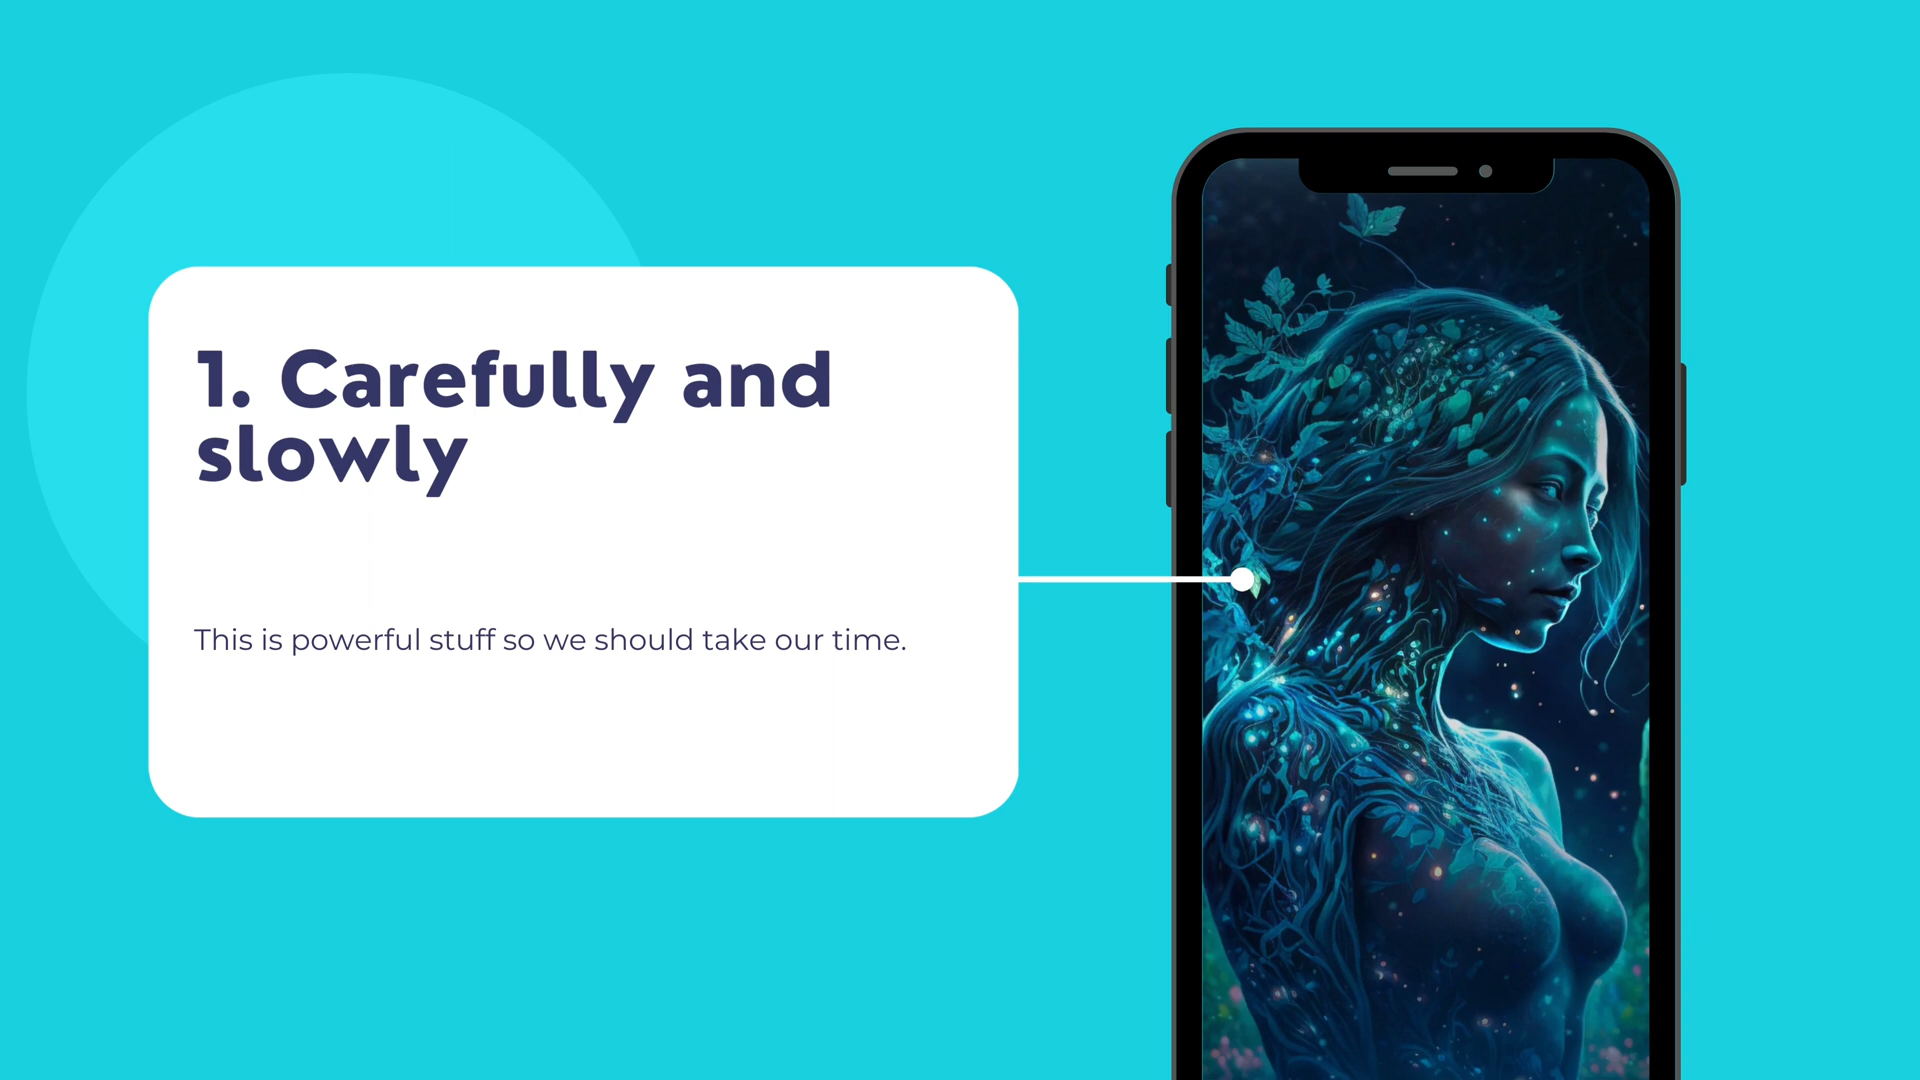 1. Carefully and
slowly
This is powerful stuff so we should take our time.